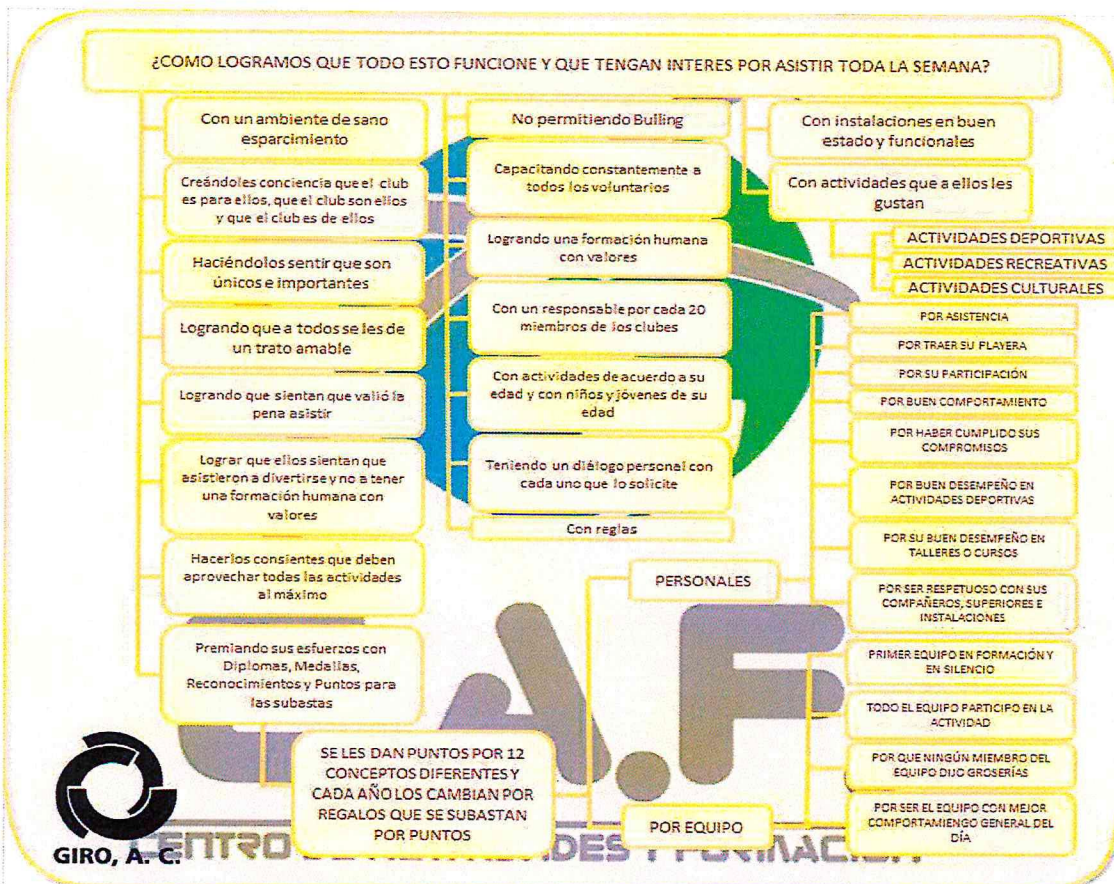 ¿COMO LOGRAMOS QUE TODO ESTO FUNCIONE Y QUE TENGAN INTERES POR ASISTIR TODA LA SEMANA?
Con un ambiente de sano
esparcimiento
Creándoles conciencia que el club
es para ellos, que el club son ellos
y que el club es de ellos
Haciéndolos sentir que son
únicos e importantes
Logrando que a todos se les de
un trato amable
Logrando que sientan que valió la
pena asistir
Lograr que ellos sientan que
asistieron a divertirse y no a tener
una formación humana con
valores
Hacerlos consientes que deben
aprovechar todas las actividades
al máximo
Premiando sus esfuerzos con
Diplomas, Medallas,
Reconocimientos y Puntos para
las subastas
No permitiendo Bulling
Capacitando constantemente a
todos los voluntarios
Logrando una formación humana
con valores
Con un responsable por cada 20
miembros de los clubes
Con actividades de acuerdo a su
edad y con niños y jóvenes de su
edad
Teniendo un diálogo personal con
cada uno que lo solicite
Con reglas
Con instalaciones en buen
estado y funcionales
Con actividades que a ellos les
gustan
ACTIVIDADES DEPORTIVAS
ACTIVIDADES RECREATIVAS
ACTIVIDADES CULTURALES
SE LES DAN PUNTOS POR 12
CONCEPTOS DIFERENTES Y
CADA AÑO LOS CAMBIAN POR
REGALOS QUE SE SUBASTAN
POR PUNTOS
PERSONALES
POR ASISTENCIA
POR TRAER SU PLAYERA
POR SU PARTICIPACIÓN
POR BUEN COMPORTAMIENTO
POR HABER CUMPLIDO SUS
COMPROMISOS
POR BUEN DESEMPEÑO EN
ACTIVIDADES DEPORTIVAS
POR SU BUEN DESEMPEÑO EN
TALLERES O CURSOS
POR SER RESPETUOSO CON SUS
COMPAÑEROS, SUPERIORES E
INSTALACIONES
POR EQUIPO
PRIMER EQUIPO EN FORMACIÓN Y
EN SILENCIO
TODO EL EQUIPO PARTICIPO EN LA
ACTIVIDAD
POR QUE NINGÚN MIEMBRO DEL
EQUIPO DIJO GROSERÍAS
POR SER EL EQUIPO CON MEJOR
COMPORTAMIENGO GENERAL DEL
DÍA
GIRO, A. C.